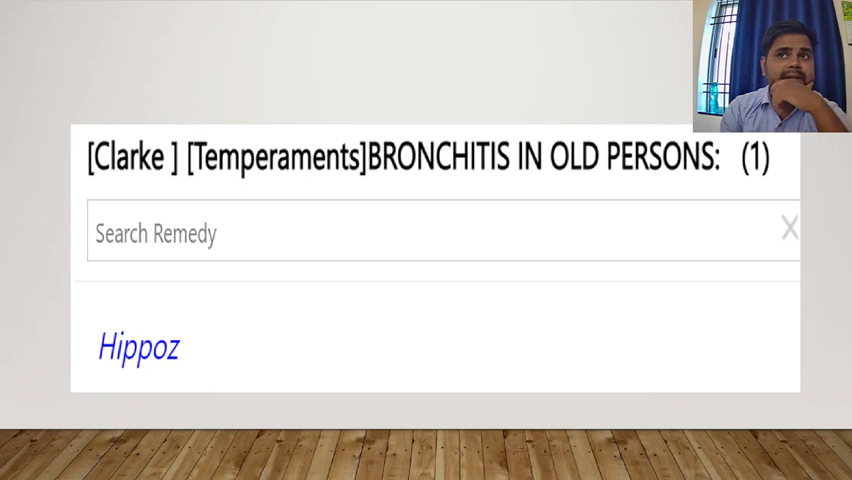 [Clarke ] [Temperaments]BRONCHITIS IN OLD PERSONS: (1)
Search Remedy X
Hippoz